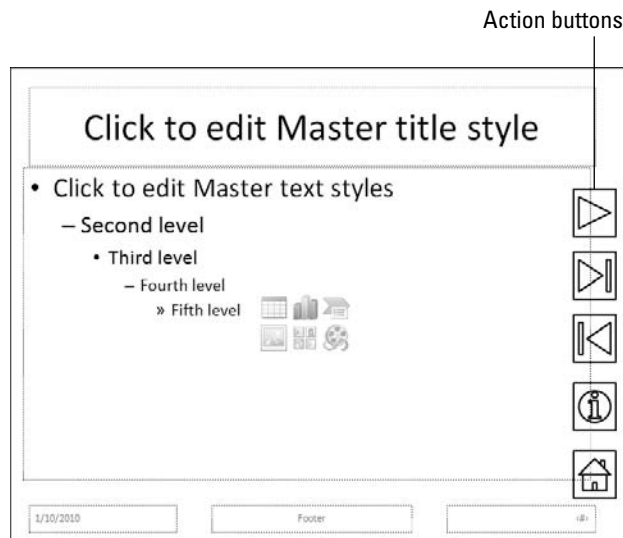 Action buttons
Click to edit Master title style
• Click to edit Master text styles
– Second level
• Third level
– Fourth level
» Fifth level
1/10/2010 Footer ‹#›